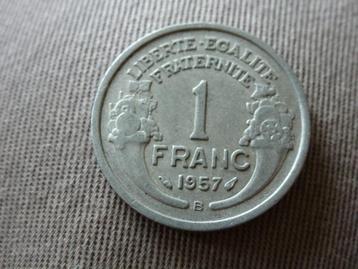 LIBERTE·EGALITE
FRATERNITE
1
FRANC
1957
B